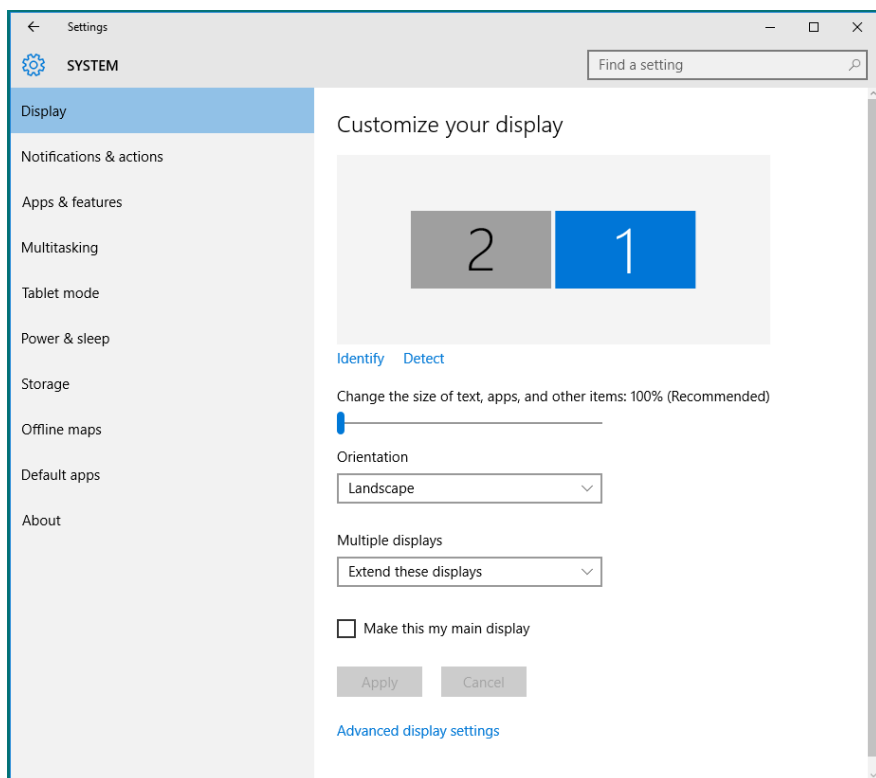 Settings
SYSTEM
Find a setting
Display
Notifications & actions
Apps & features
Multitasking
Tablet mode
Power & sleep
Storage
Offline maps
Default apps
About
Customize your display
2 1
Identify Detect
Change the size of text, apps, and other items: 100% (Recommended)
Orientation
Landscape
Multiple displays
Extend these displays
Make this my main display
Apply Cancel
Advanced display settings